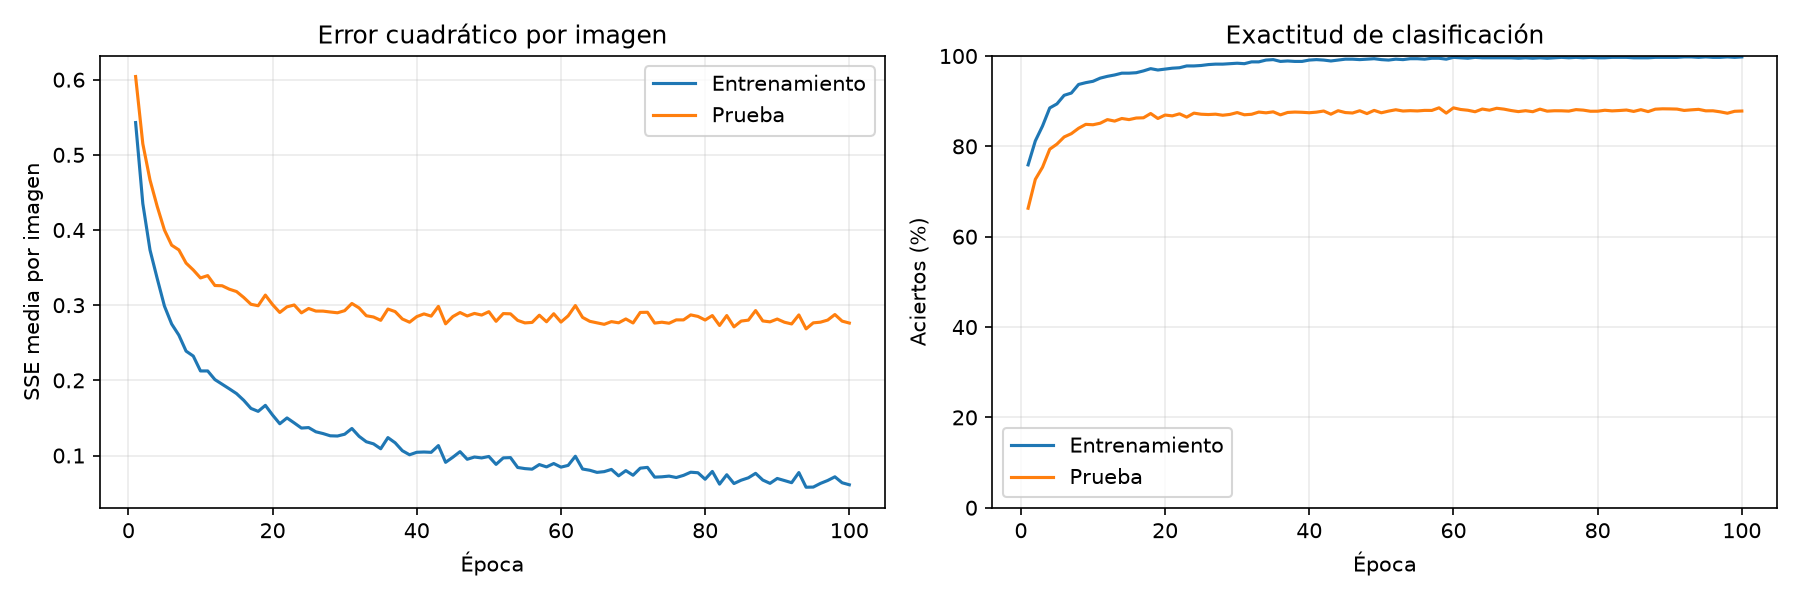 Error cuadrático por imagen
SSE media por imagen
0.6
0.5
0.4
0.3
0.2
0.1
0 20 40 60 80 100
Época
Entrenamiento
Prueba
Exactitud de clasificación
Aciertos (%)
100
80
60
40
20
0
0 20 40 60 80 100
Época
Entrenamiento
Prueba